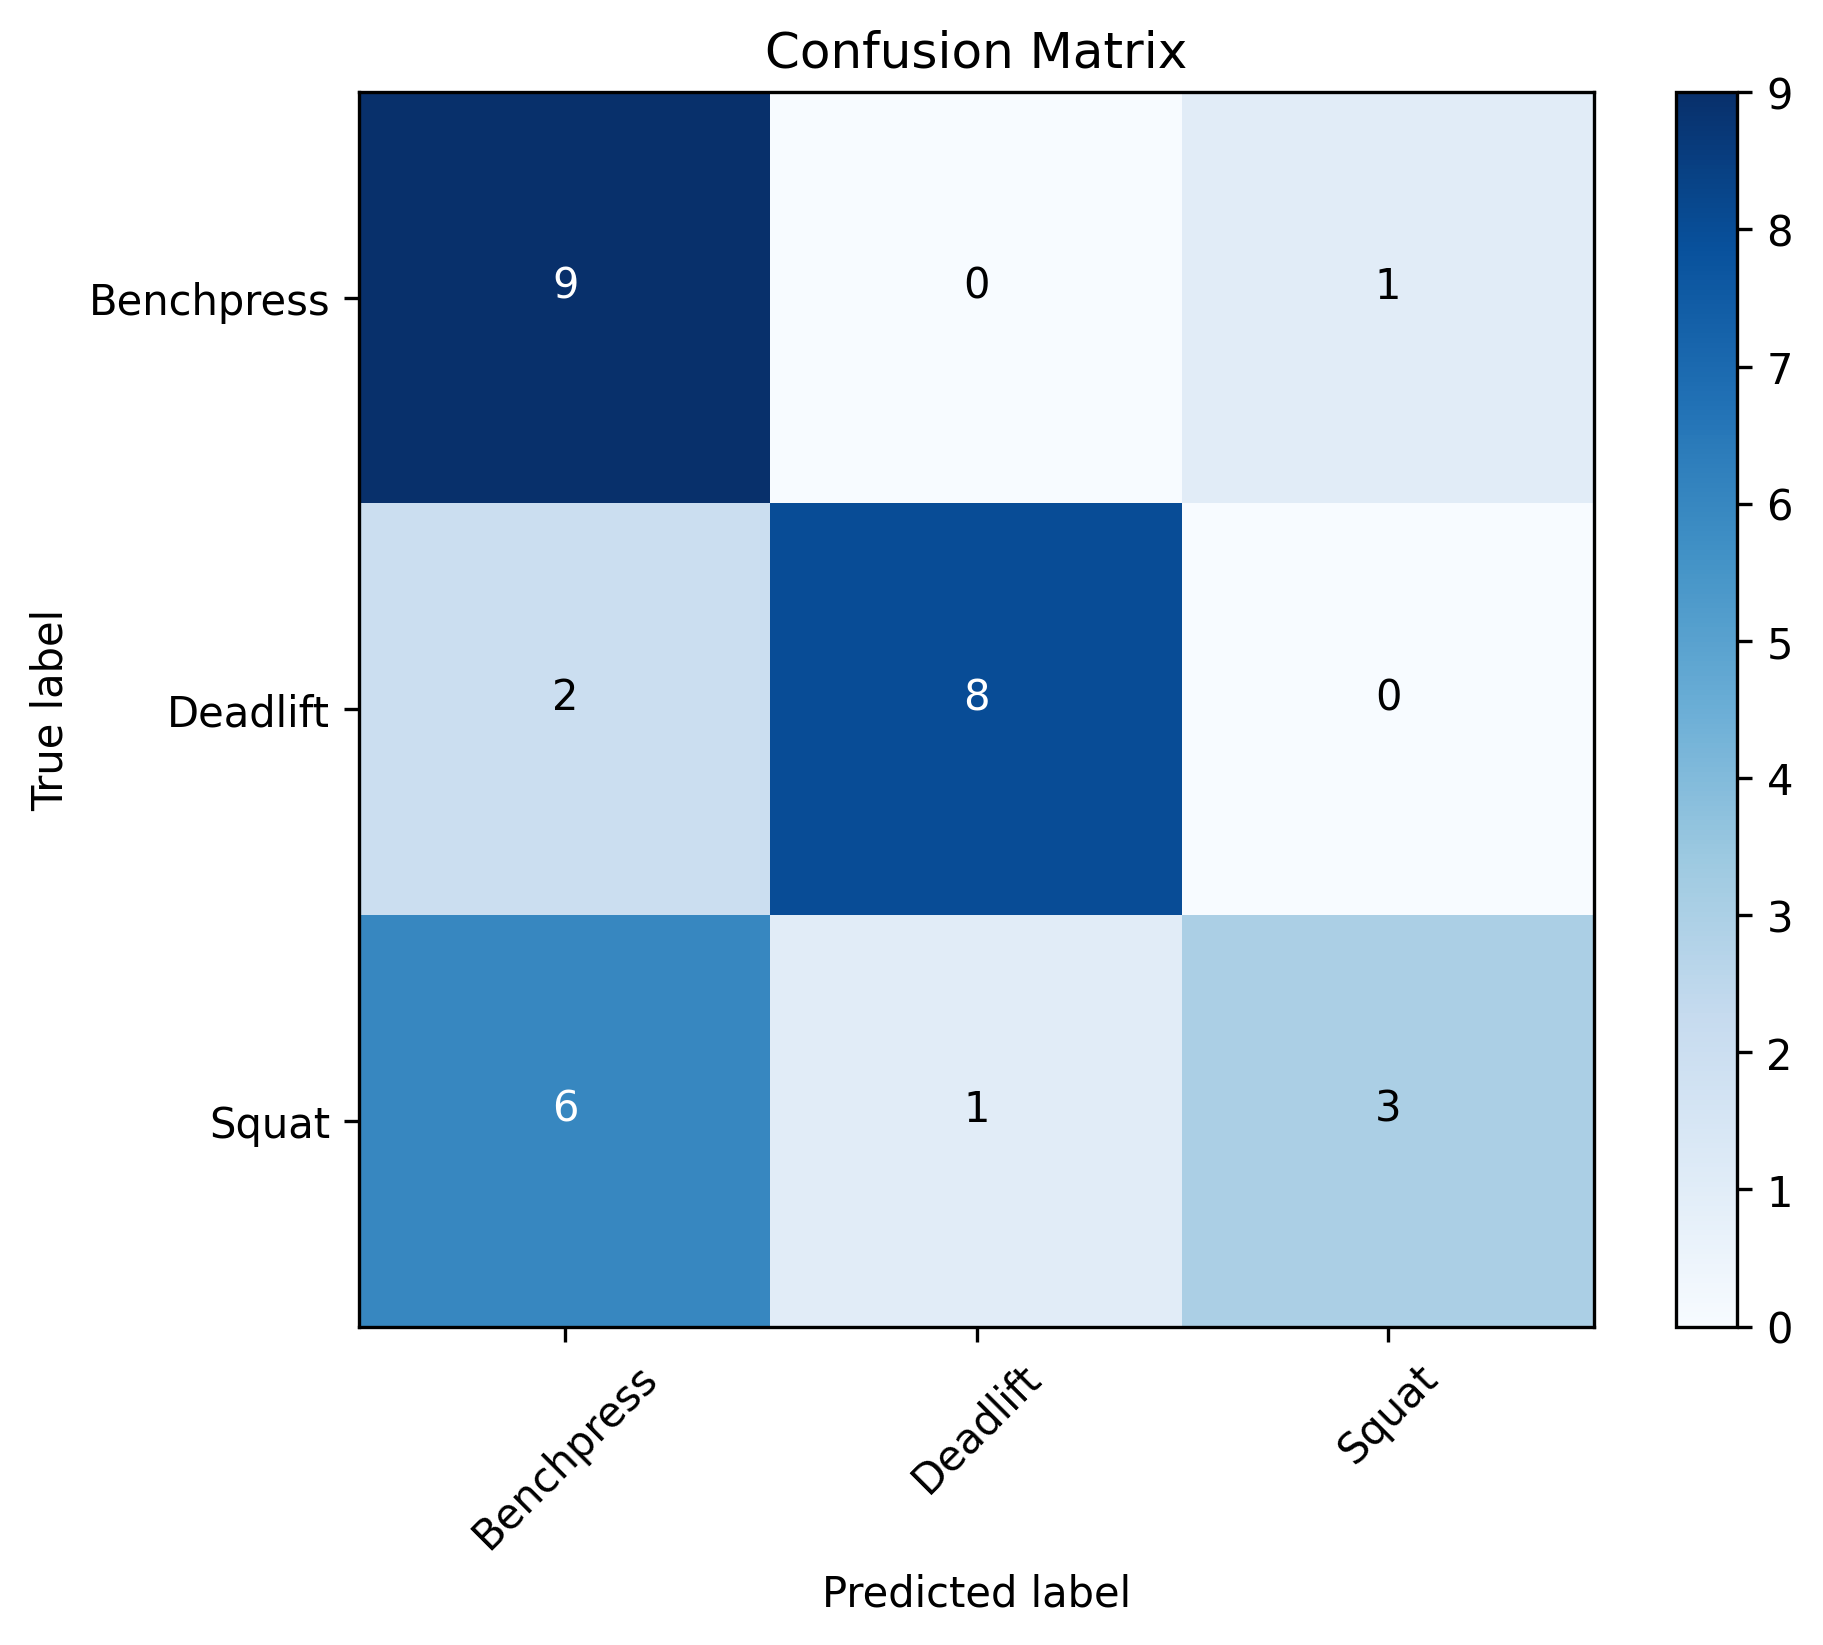 Confusion Matrix
True label
Benchpress
Deadlift
Squat
9 0 1
2 8 0
6 1 3
Benchpress
Deadlift
Squat
Predicted label
9
8
7
6
5
4
3
2
1
0